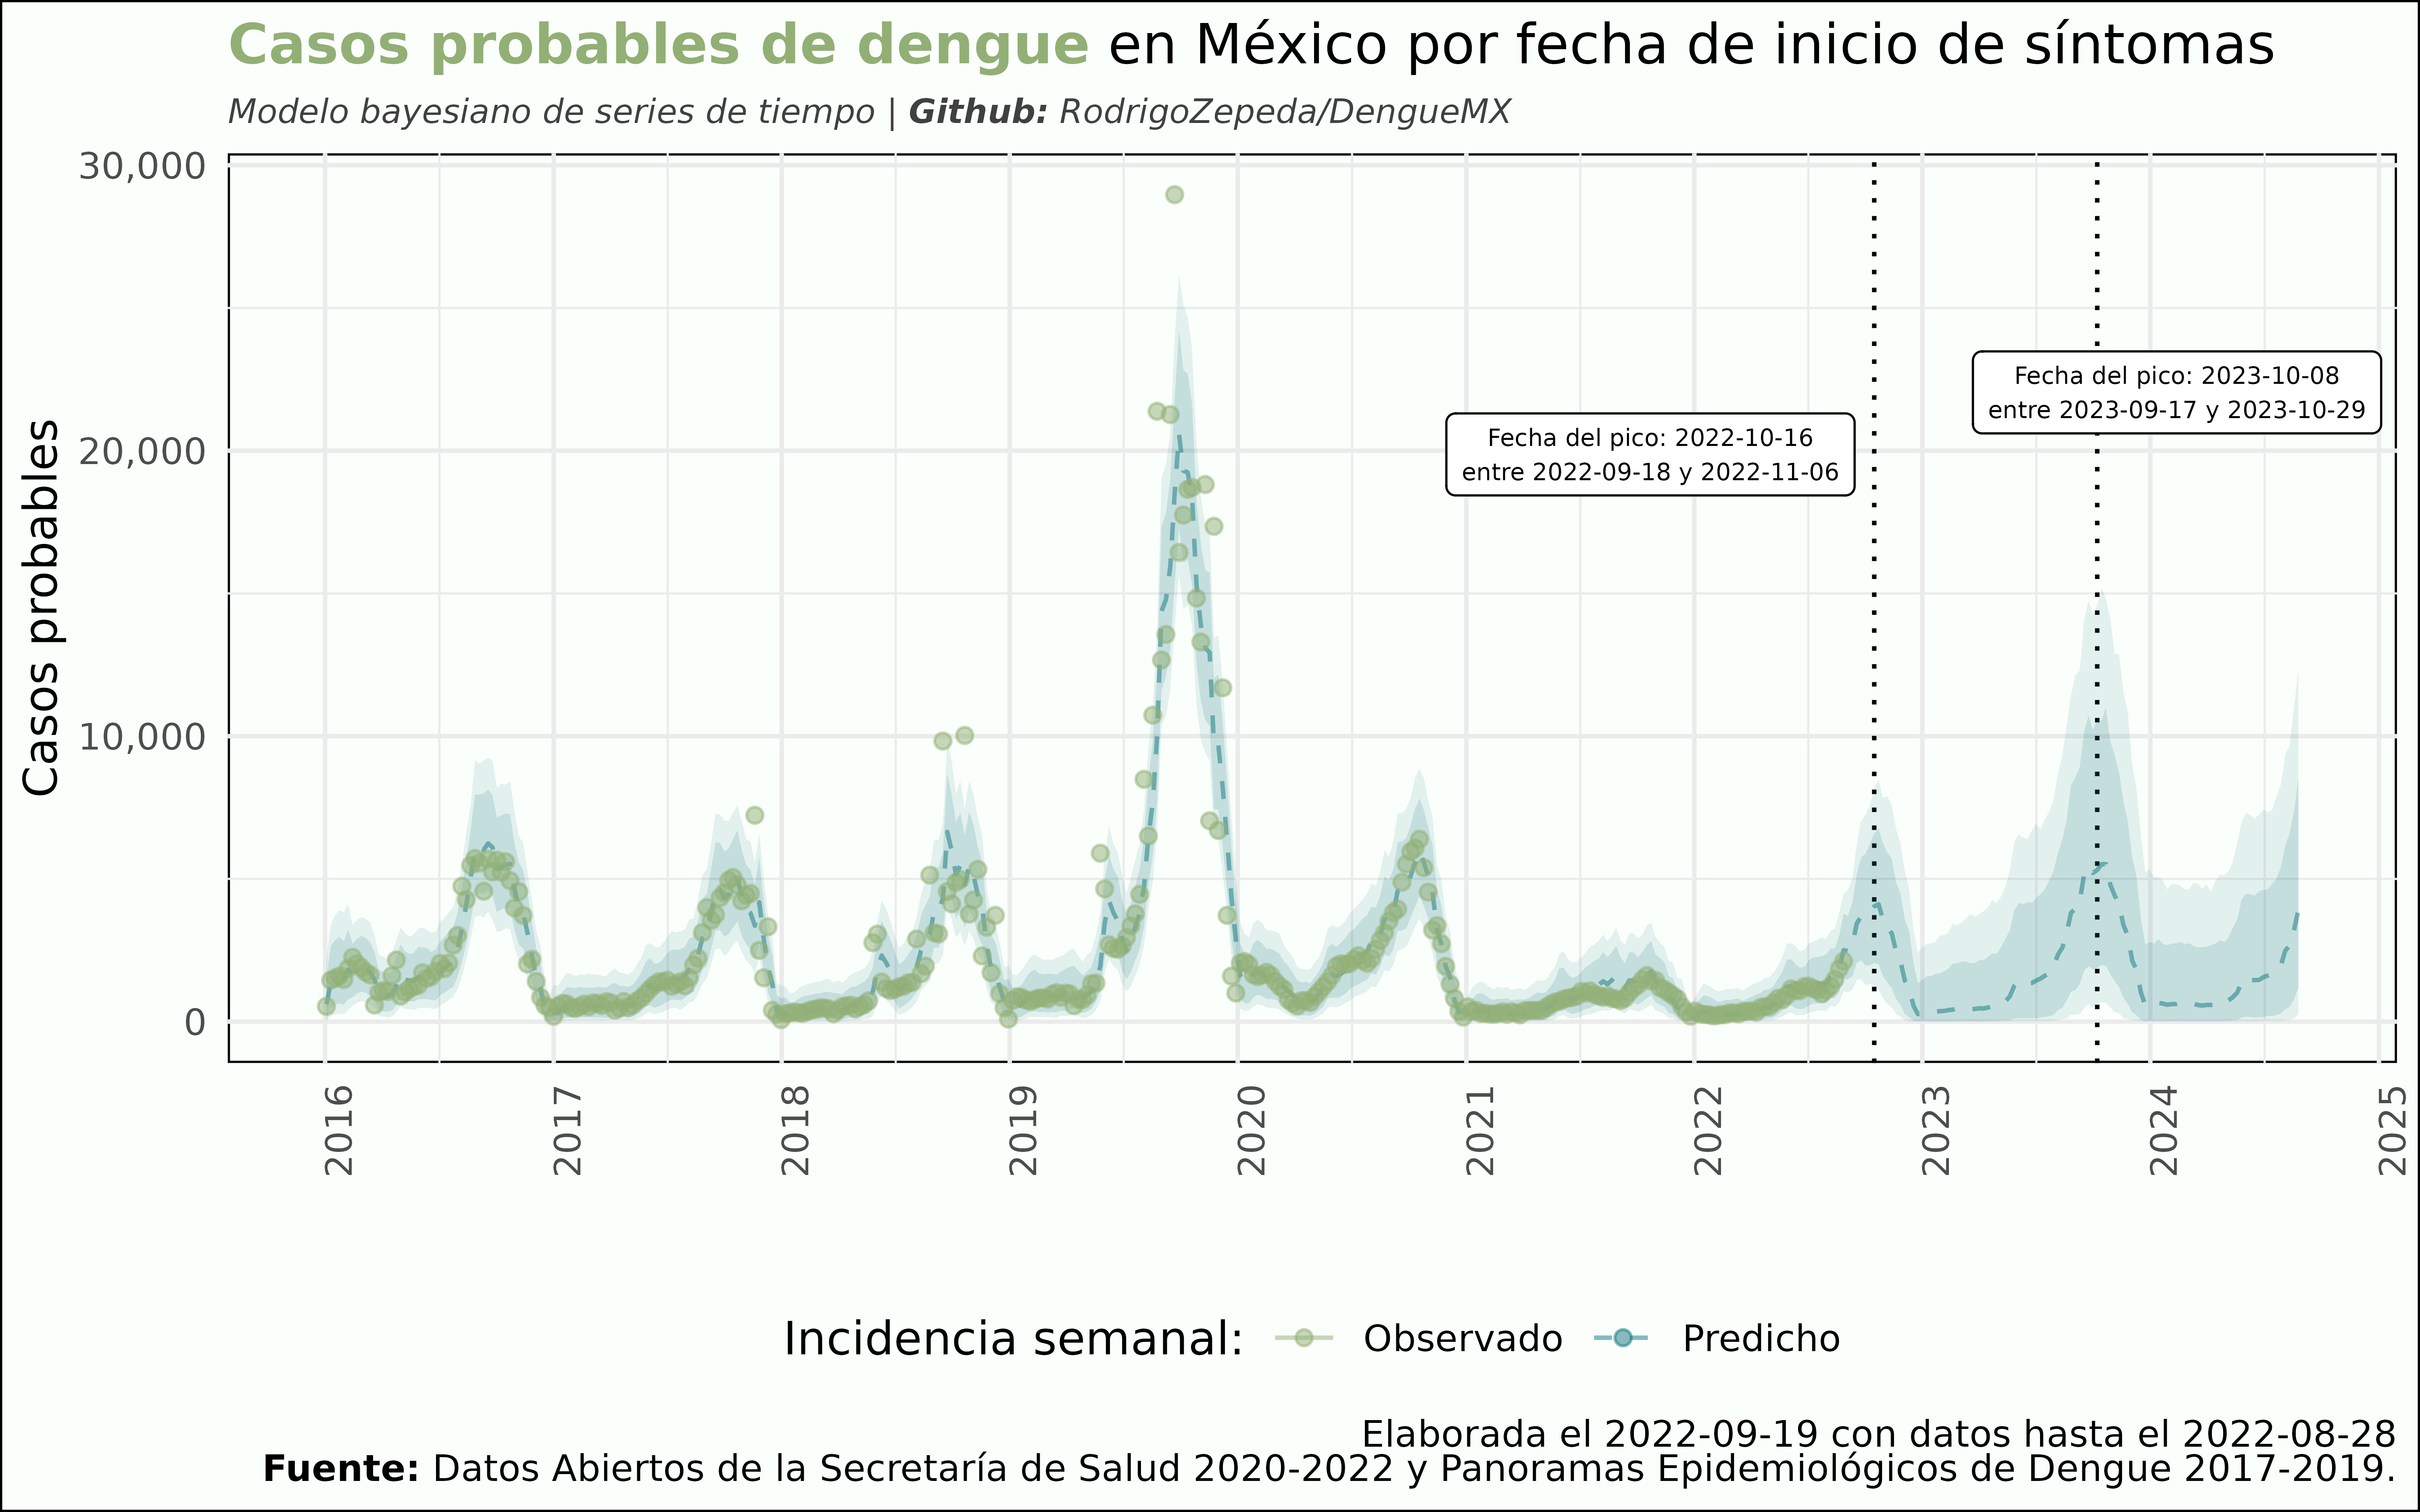 Casos probables de dengue en México por fecha de inicio de síntomas
Modelo bayesiano de series de tiempo | Github: RodrigoZepeda/DengueMX
Casos probables
30,000
20,000
10,000
0
Fecha del pico: 2022-10-16
entre 2022-09-18 y 2022-11-06
Fecha del pico: 2023-10-08
entre 2023-09-17 y 2023-10-29
2016
2017
2018
2019
2020
2021
2022
2023
2024
2025
Incidencia semanal: Observado Predicho
Elaborada el 2022-09-19 con datos hasta el 2022-08-28
Fuente: Datos Abiertos de la Secretaría de Salud 2020-2022 y Panoramas Epidemiológicos de Dengue 2017-2019.